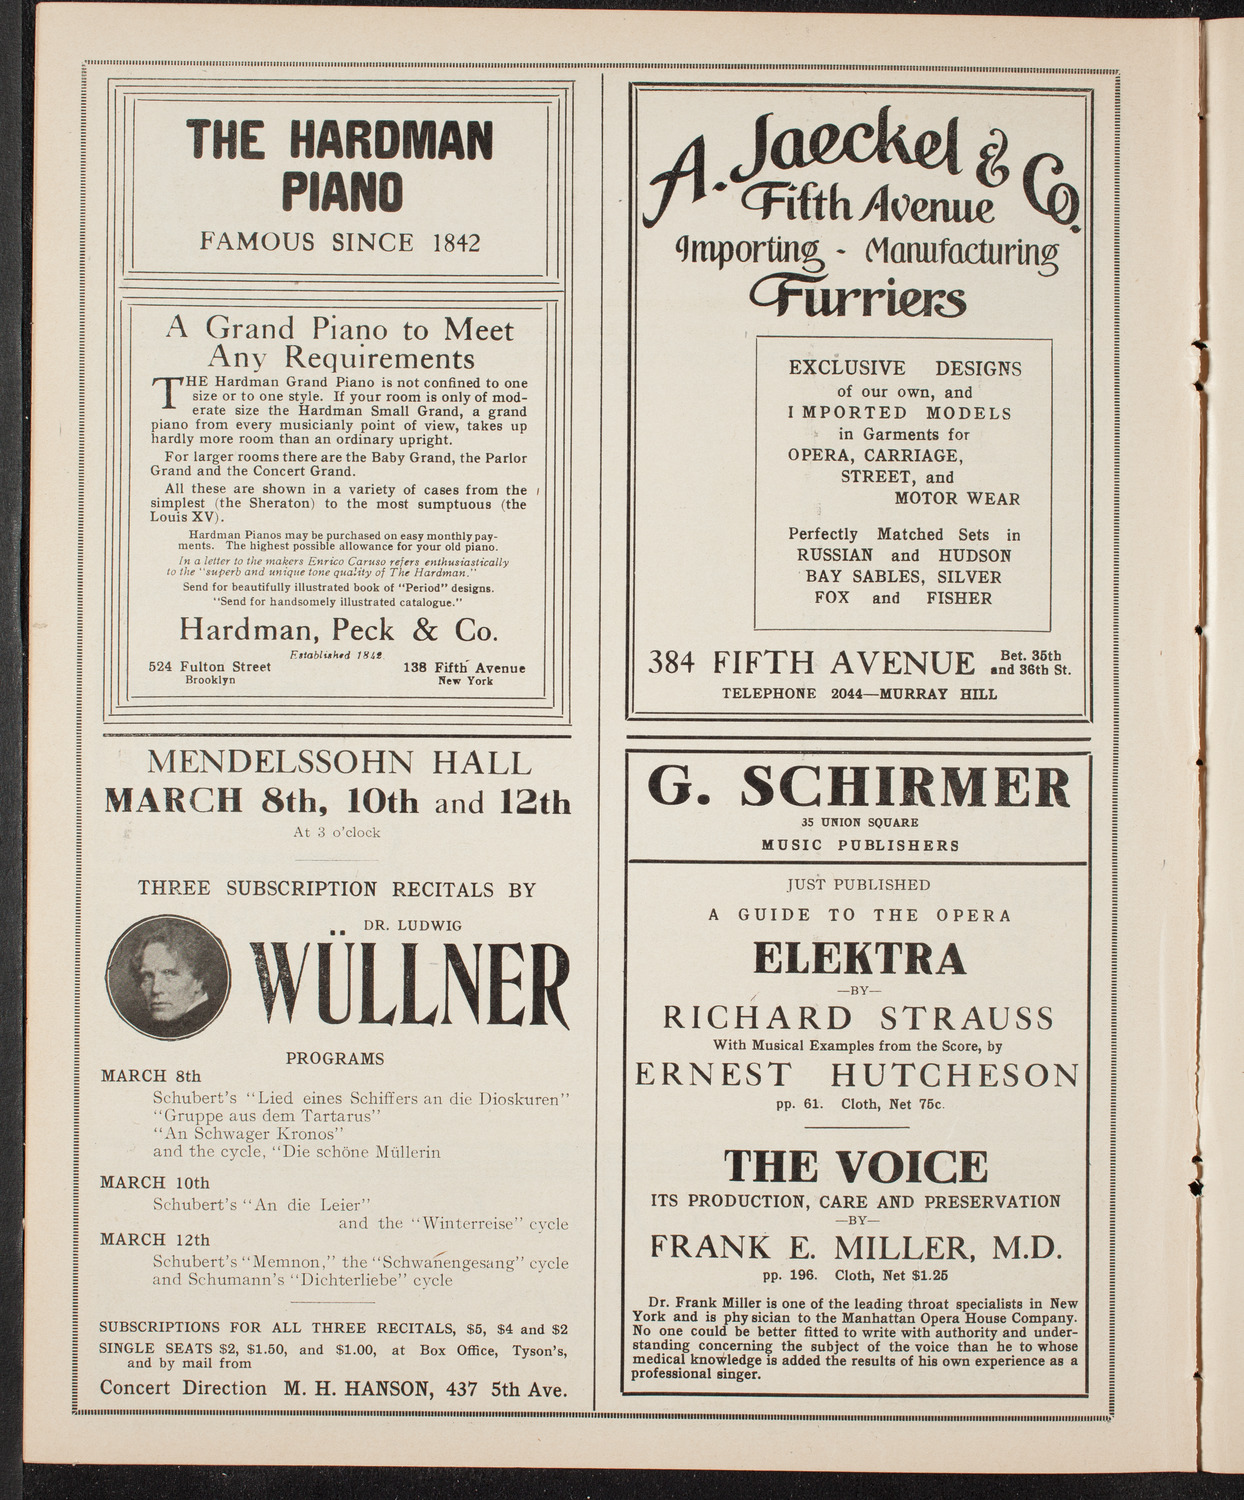 THE HARDMAN
PIANO
FAMOUS SINCE 1842
A Grand Piano to Meet
Any Requirements
THE Hardman Grand Piano is not confined to one
size or to one style. If your room is only of mod-
erate size the Hardman Small Grand, a grand
piano from every musicianly point of view, takes up
hardly more room than an ordinary upright.
For larger rooms there are the Baby Grand, the Parlor
Grand and the Concert Grand.
All these are shown in a variety of cases from the
simplest (the Sheraton) to the most sumptuous (the
Louis XV).
Hardman Pianos may be purchased on easy monthly pay-
ments. The highest possible allowance for your old piano.
In a letter to the makers Enrico Caruso refers enthusiastically
to the "superb and unique tone quality of The Hardman."
Send for beautifully illustrated book of "Period" designs.
"Send for handsomely illustrated catalogue."
Hardman, Peck & Co.
Established 1842.
524 Fulton Street 138 Fifth Avenue
Brooklyn New York
MENDELSSOHN HALL
MARCH 8th, 10th and 12th
At 3 o'clock
THREE SUBSCRIPTION RECITALS BY
DR. LUDWIG
WÜLLNER
PROGRAMS
MARCH 8th
Schubert's "Lied eines Schiffers an die Dioskuren"
"Gruppe aus dem Tartarus"
"An Schwager Kronos"
and the cycle, "Die schöne Müllerin
MARCH 10th
Schubert's "An die Leier"
and the "Winterreise" cycle
MARCH 12th
Schubert's "Memnon," the "Schwanengesang" cycle
and Schumann's "Dichterliebe" cycle
SUBSCRIPTIONS FOR ALL THREE RECITALS, $5, $4 and $2
SINGLE SEATS $2, $1.50, and $1.00, at Box Office, Tyson's,
and by mail from
Concert Direction M. H. HANSON, 437 5th Ave.
A. Jaeckel & Co.
Fifth Avenue
Importing - Manufacturing
Furriers
EXCLUSIVE DESIGNS
of our own, and
IMPORTED MODELS
in Garments for
OPERA, CARRIAGE,
STREET, and
MOTOR WEAR
Perfectly Matched Sets in
RUSSIAN and HUDSON
BAY SABLES, SILVER
FOX and FISHER
384 FIFTH AVENUE Bet. 35th
and 36th St.
TELEPHONE 2044—MURRAY HILL
G. SCHIRMER
35 UNION SQUARE
MUSIC PUBLISHERS
JUST PUBLISHED
A GUIDE TO THE OPERA
ELEKTRA
—BY—
RICHARD STRAUSS
With Musical Examples from the Score, by
ERNEST HUTCHESON
pp. 61. Cloth, Net 75c.
THE VOICE
ITS PRODUCTION, CARE AND PRESERVATION
—BY—
FRANK E. MILLER, M.D.
pp. 196. Cloth, Net $1.25
Dr. Frank Miller is one of the leading throat specialists in New
York and is physician to the Manhattan Opera House Company.
No one could be better fitted to write with authority and under-
standing concerning the subject of the voice than he to whose
medical knowledge is added the results of his own experience as a
professional singer.